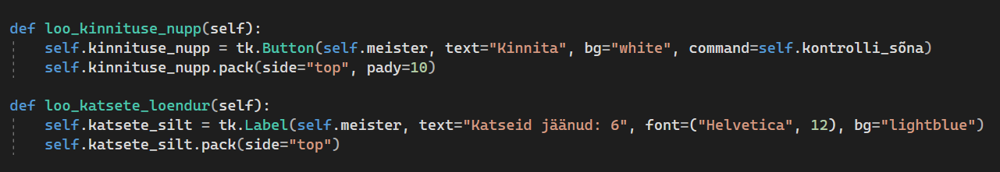 def loo_kinnituse_nupp(self):
    self.kinnituse_nupp = tk.Button(self.meister, text="Kinnita", bg="white", command=self.kontrolli_sõna)
    self.kinnituse_nupp.pack(side="top", pady=10)
def loo_katsete_loendur(self):
    self.katsete_silt = tk.Label(self.meister, text="Katseid jäänud: 6", font=("Helvetica", 12), bg="lightblue")
    self.katsete_silt.pack(side="top")